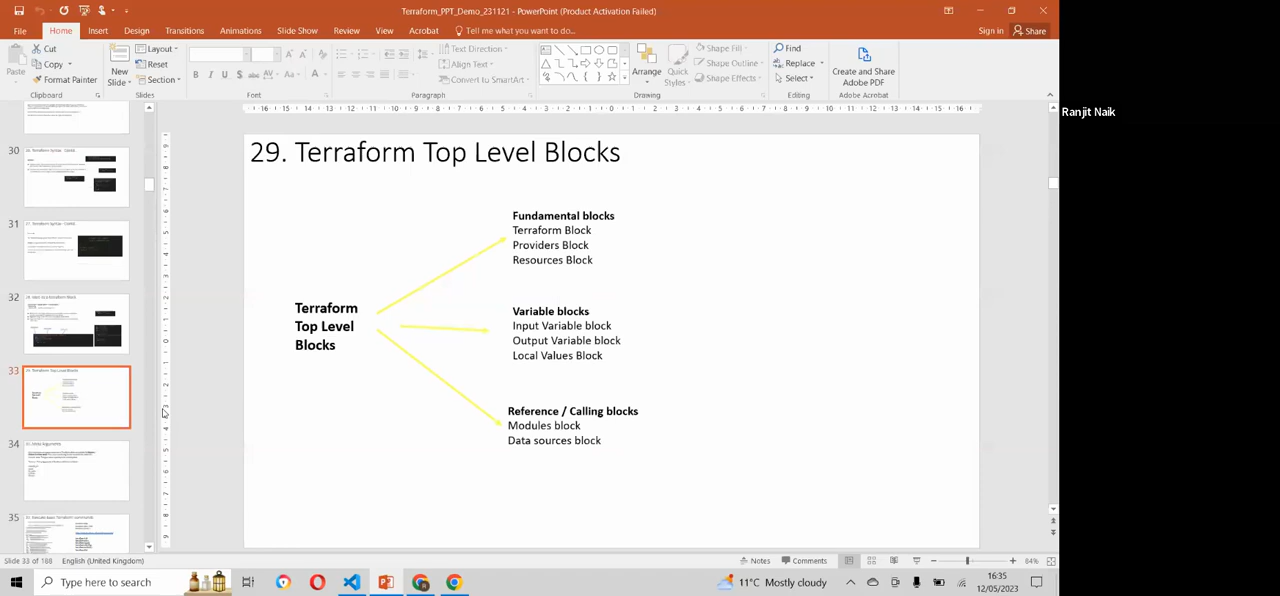 Terraform_PPT_Demo_231121 - PowerPoint (Product Activation Failed)
File Home Insert Design Transitions Animations Slide Show Review View Acrobat Tell me what you want to do...
Sign in Share
Paste
Cut
Copy
Format Painter
Clipboard
New
Slide
Layout
Reset
Section
Slides
B I U S abc AV Aa A
Font
Text Direction
Align Text
Convert to SmartArt
Paragraph
Arrange
Quick
Styles
Shape Fill
Shape Outline
Shape Effects
Drawing
Find
Replace
Select
Editing
Create and Share
Adobe PDF
Adobe Acrobat
Ranjit Naik
30
31
32
33
34
35
29. Terraform Top Level Blocks
Fundamental blocks
Terraform Block
Providers Block
Resources Block
Terraform
Top Level
Blocks
Variable blocks
Input Variable block
Output Variable block
Local Values Block
Reference / Calling blocks
Modules block
Data sources block
Slide 33 of 188 English (United Kingdom)
Notes Comments
64%
Type here to search
11°C Mostly cloudy
16:35
12/05/2023